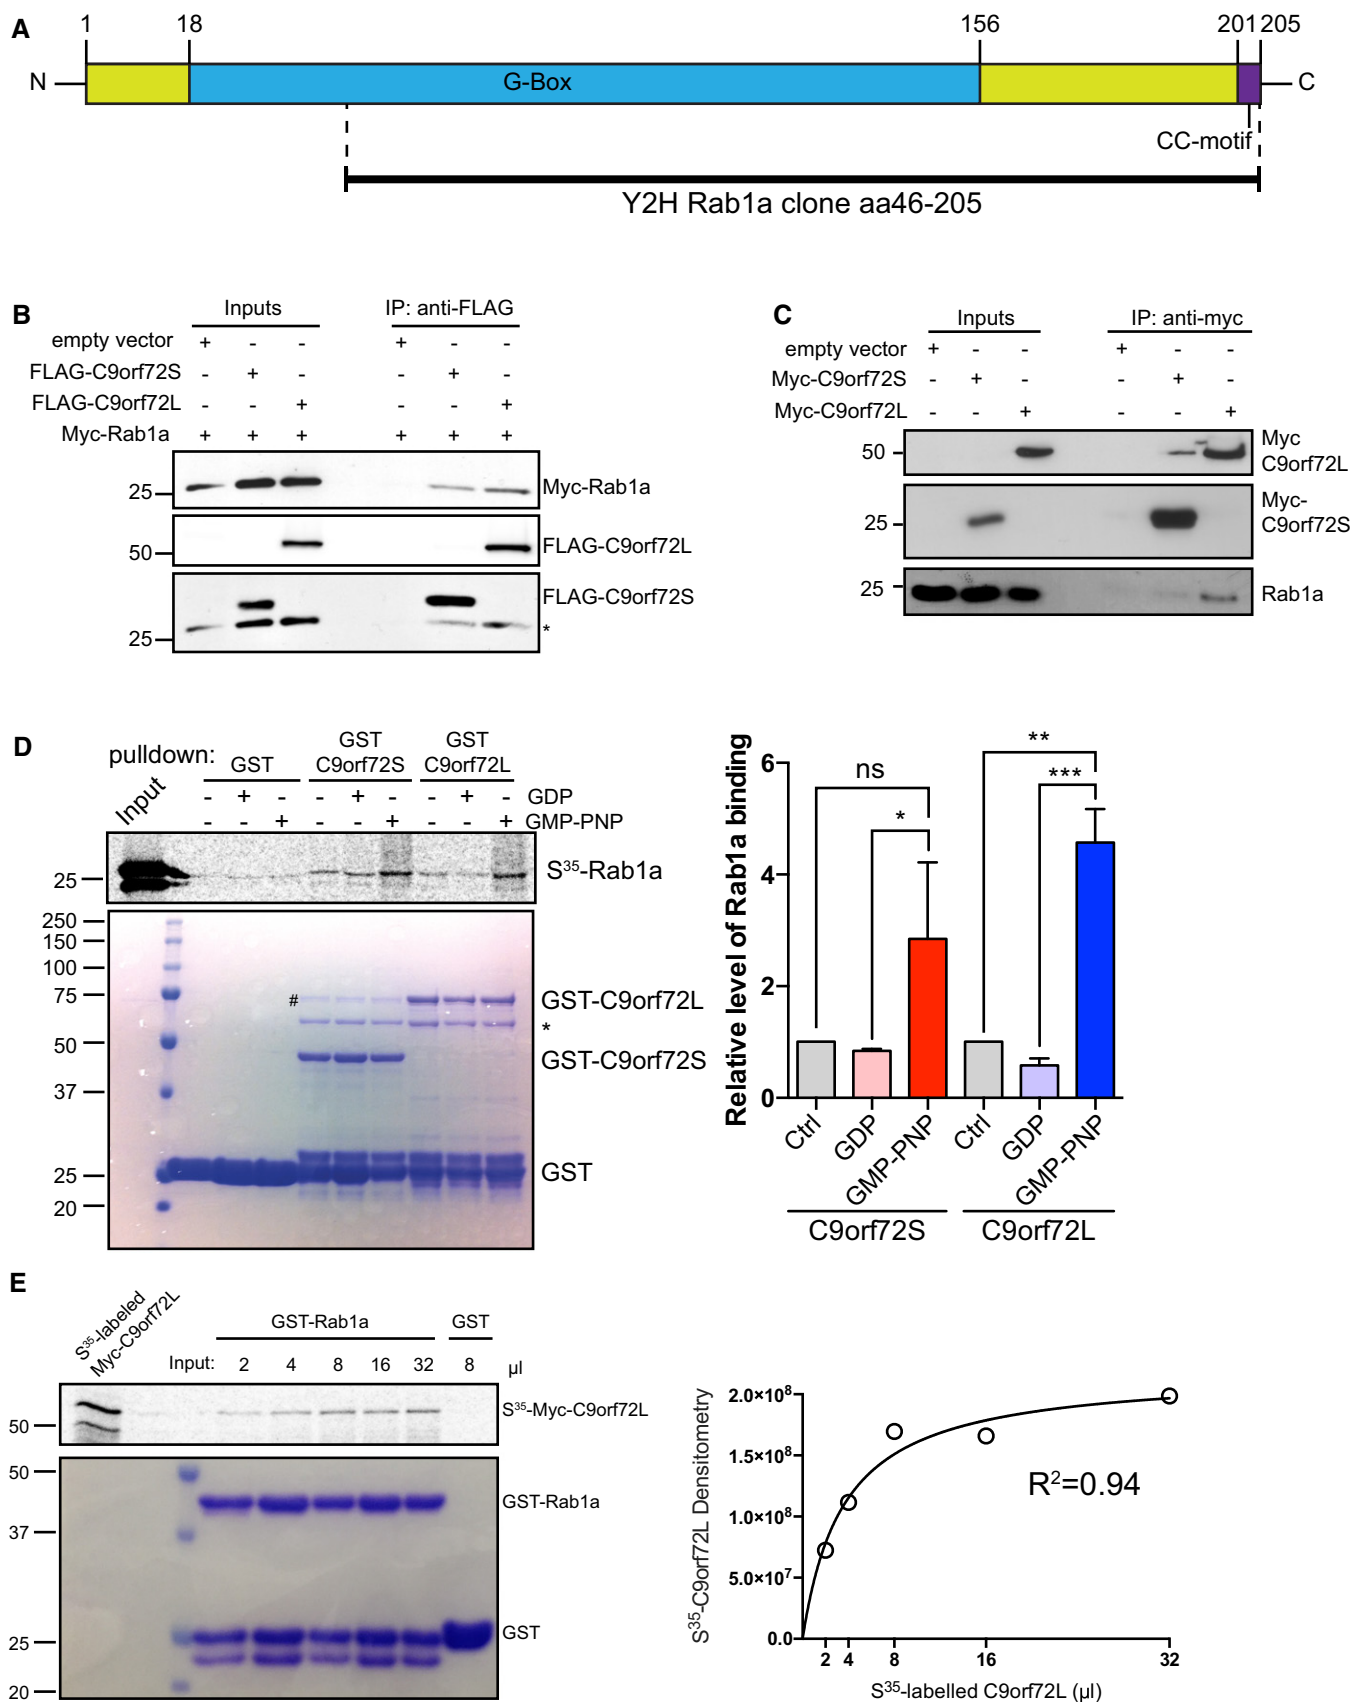 A
1 18 156 201 205
N G-Box C
CC-motif
Y2H Rab1a clone aa46-205
B
Inputs IP: anti-FLAG
empty vector + - - + - -
FLAG-C9orf72S - + - - + -
FLAG-C9orf72L - - + - - +
Myc-Rab1a + + + + + +
25 Myc-Rab1a
50 FLAG-C9orf72L
FLAG-C9orf72S
25 *
C
Inputs IP: anti-myc
empty vector + - - + - -
Myc-C9orf72S - + - - + -
Myc-C9orf72L - - + - - +
50 Myc
C9orf72L
25 Myc-
C9orf72S
25 Rab1a
D
pulldown: GST GST
C9orf72S GST
C9orf72L
Input
- + - - + - - + - GDP
- - + - - + - - + GMP-PNP
25 S³⁵-Rab1a
250
150
100
75 # GST-C9orf72L
*
50 GST-C9orf72S
37
25 GST
20
Relative level of Rab1a binding
6
4
2
0
ns * ** ***
Ctrl GDP GMP-PNP Ctrl GDP GMP-PNP
C9orf72S C9orf72L
E
S³⁵-labeled
Myc-C9orf72L
GST-Rab1a GST
Input: 2 4 8 16 32 8 µl
50 S³⁵-Myc-C9orf72L
50
GST-Rab1a
37
25 GST
20
S³⁵-C9orf72L Densitometry
2.0×10⁸
1.5×10⁸
1.0×10⁸
5.0×10⁷
0.0
R²=0.94
2 4 8 16 32
S³⁵-labelled C9orf72L (µl)